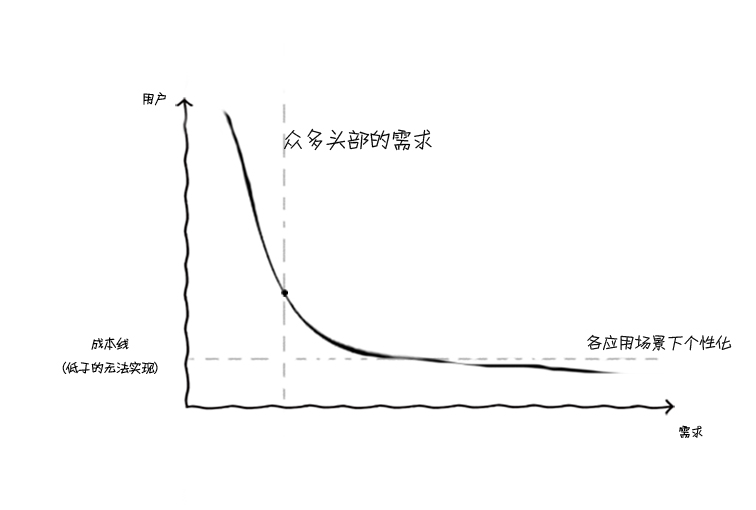 用户
众多头部的需求
各应用场景下个性化
成本线
(低于的无法实现)
需求